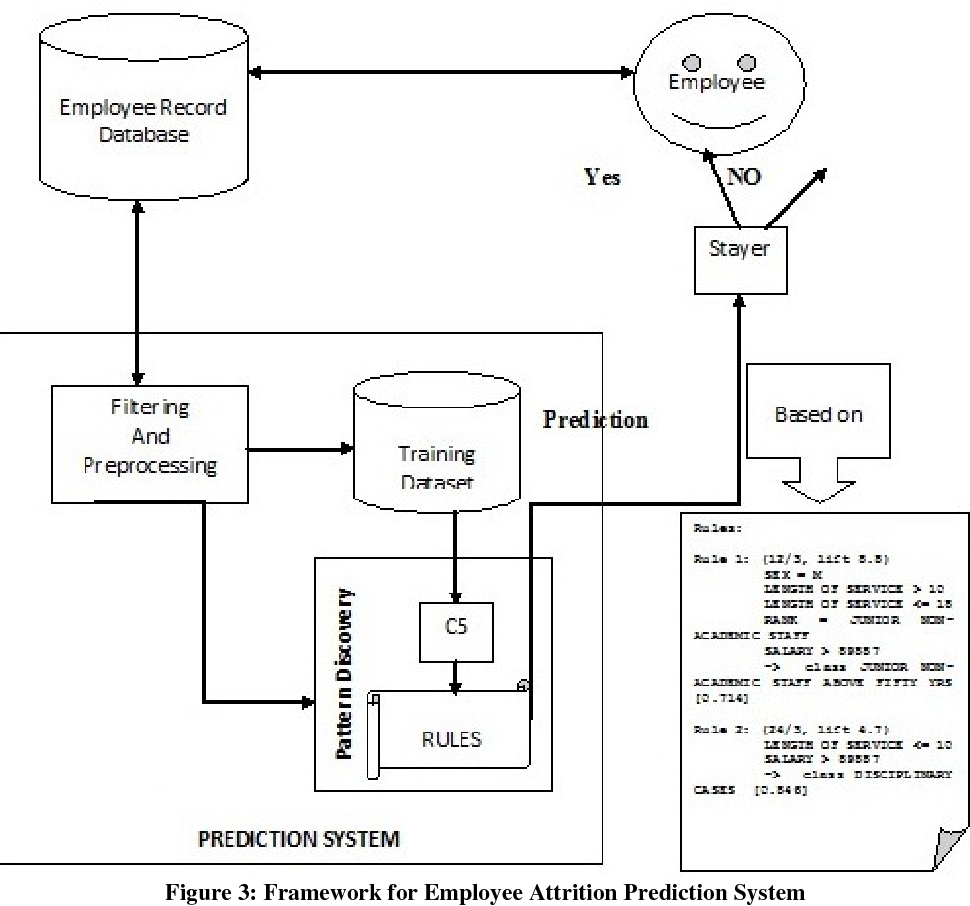 Employee Record
Database
Employee
Yes
NO
Stayer
Filtering
And
Preprocessing
Training
Dataset
Prediction
Based on
Pattern Discovery
C5
RULES
PREDICTION SYSTEM
Rules:
Rule 1: (12/3, lift 8.8)
SEX = M
LENGTH OF SERVICE > 10
LENGTH OF SERVICE <= 18
RANK = JUNIOR NON-
ACADEMIC STAFF
SALARY > 89887
-> class JUNIOR NON-
ACADEMIC STAFF ABOVE FIFTY YRS
[0.714]
Rule 2: (24/3, lift 4.7)
LENGTH OF SERVICE <= 10
SALARY > 89887
-> class DISCIPLINARY
CASES [0.846]
Figure 3: Framework for Employee Attrition Prediction System